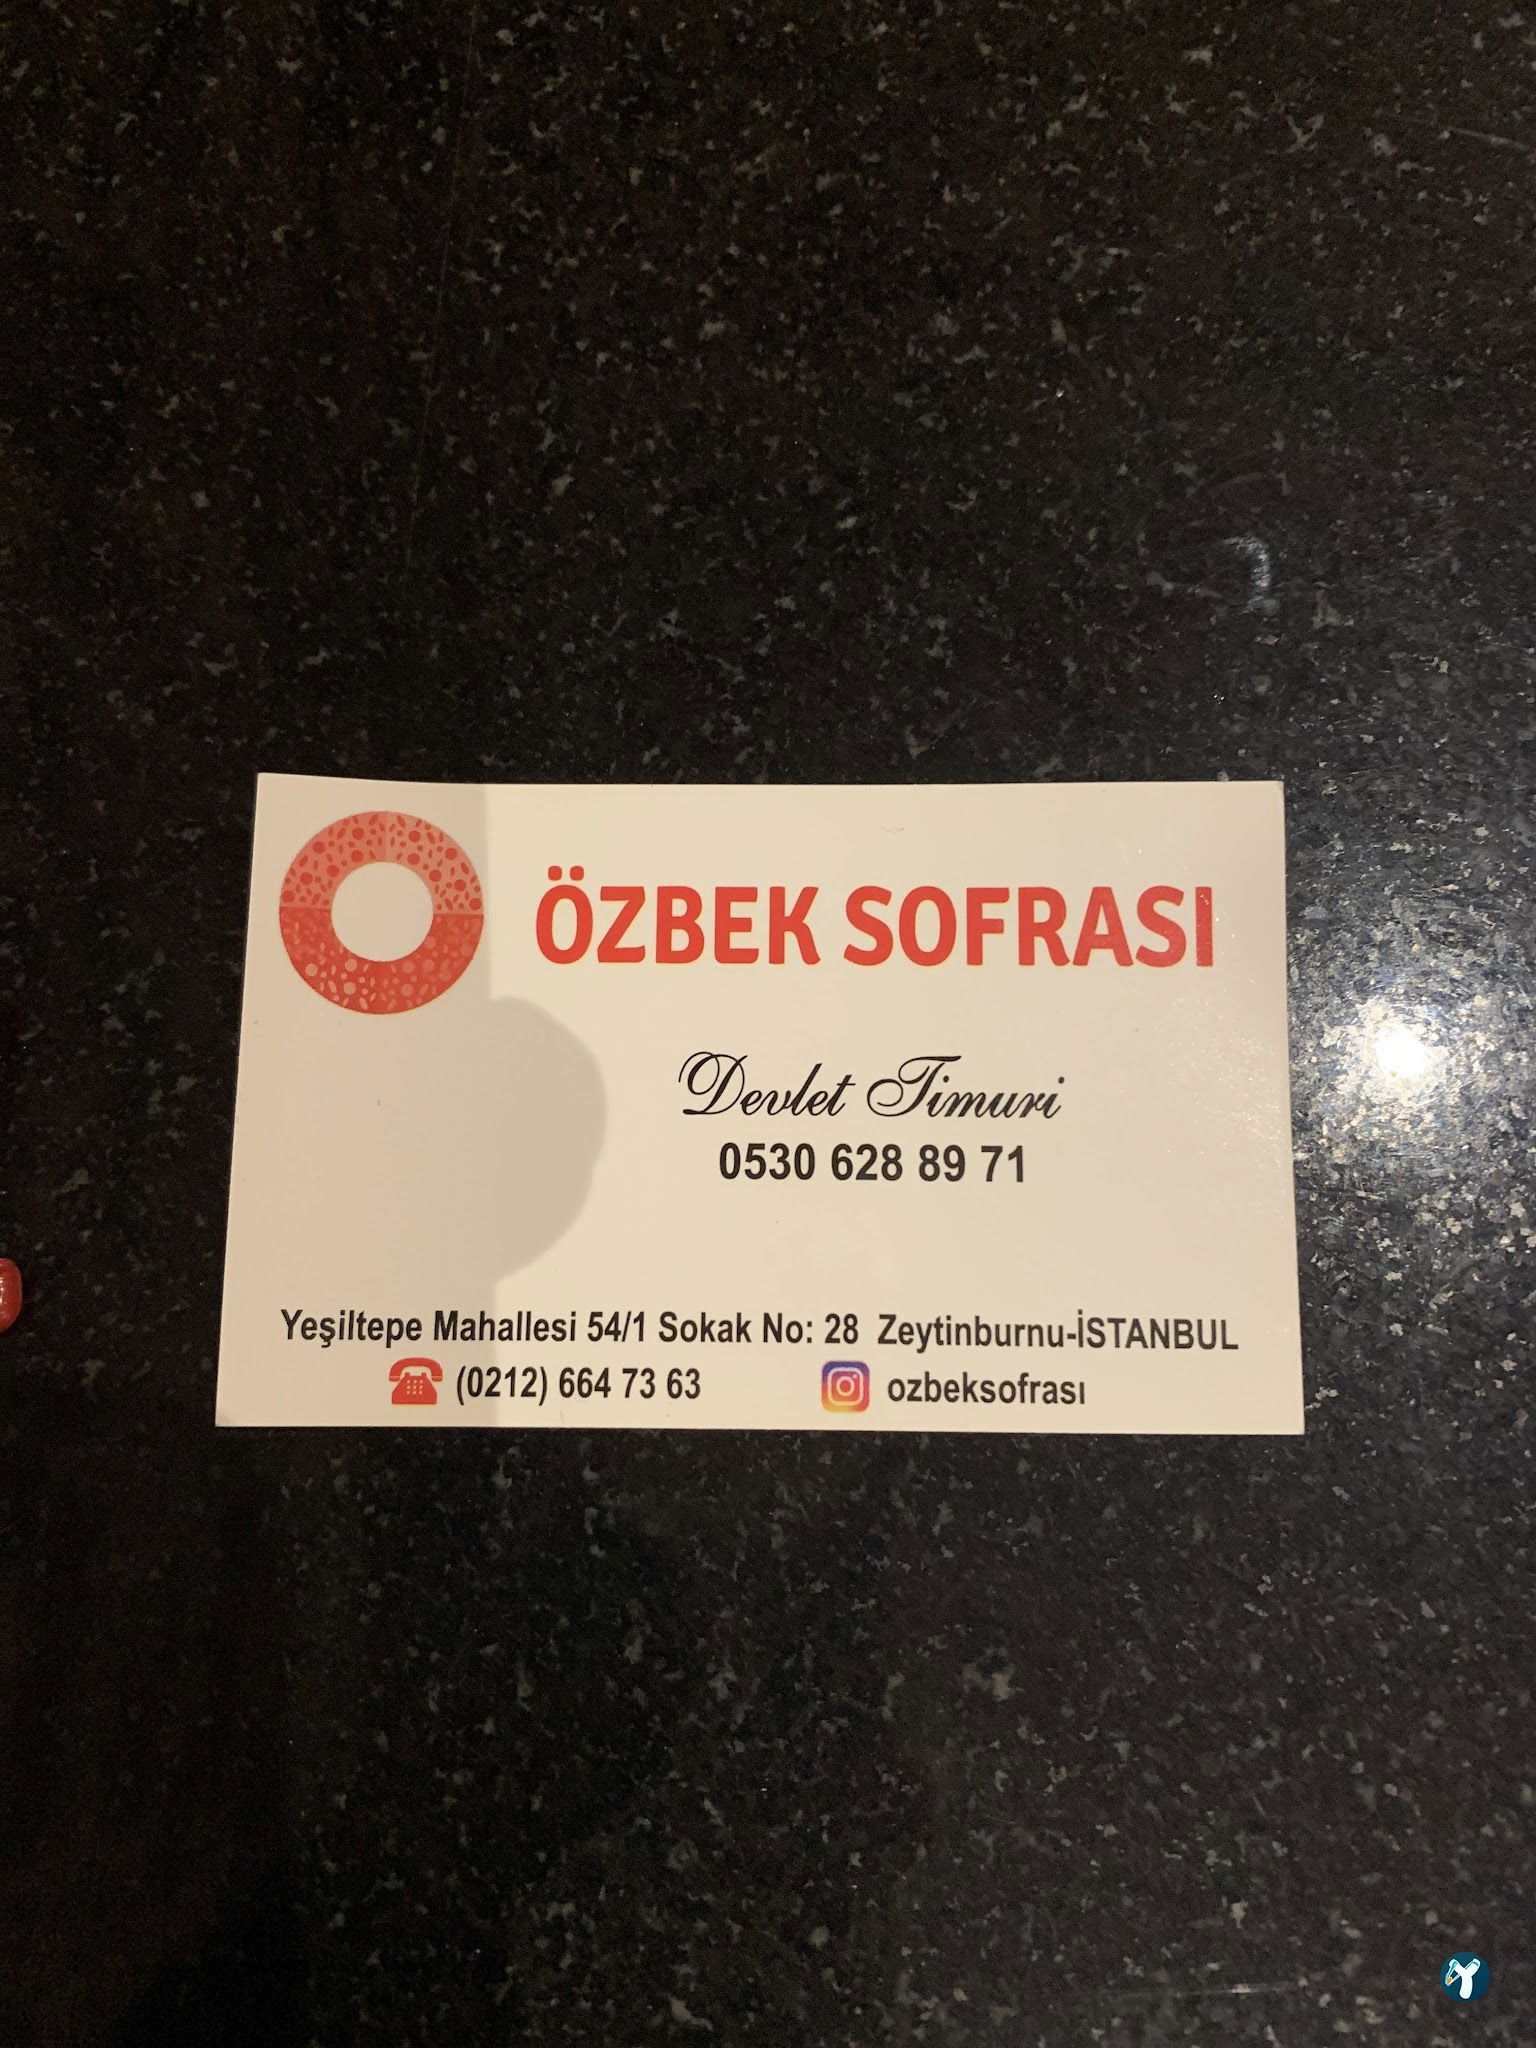 ÖZBEK SOFRASI
Devlet Timuri
0530 628 89 71
Yeşiltepe Mahallesi 54/1 Sokak No: 28 Zeytinburnu-İSTANBUL
(0212) 664 73 63
ozbeksofrası